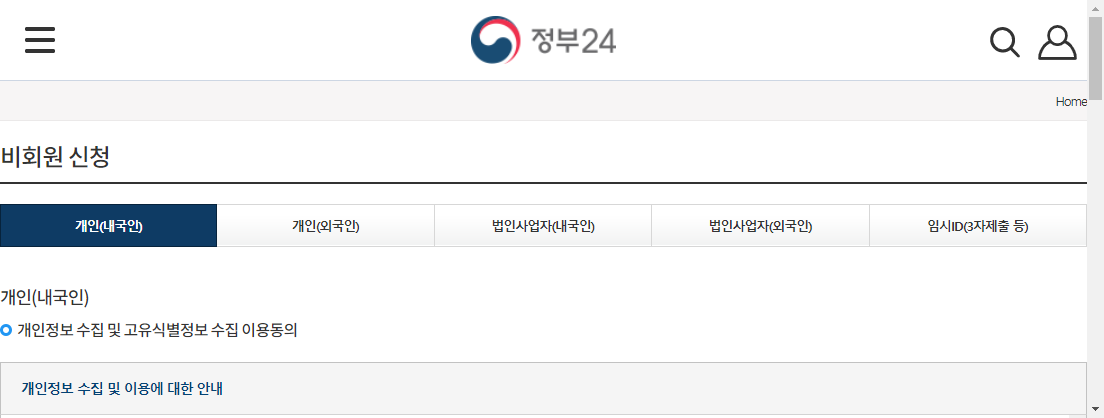 정부24
Home
비회원 신청
개인(내국인) 개인(외국인) 법인사업자(내국인) 법인사업자(외국인) 임시ID(3자제출 등)
개인(내국인)
개인정보 수집 및 고유식별정보 수집 이용동의
개인정보 수집 및 이용에 대한 안내